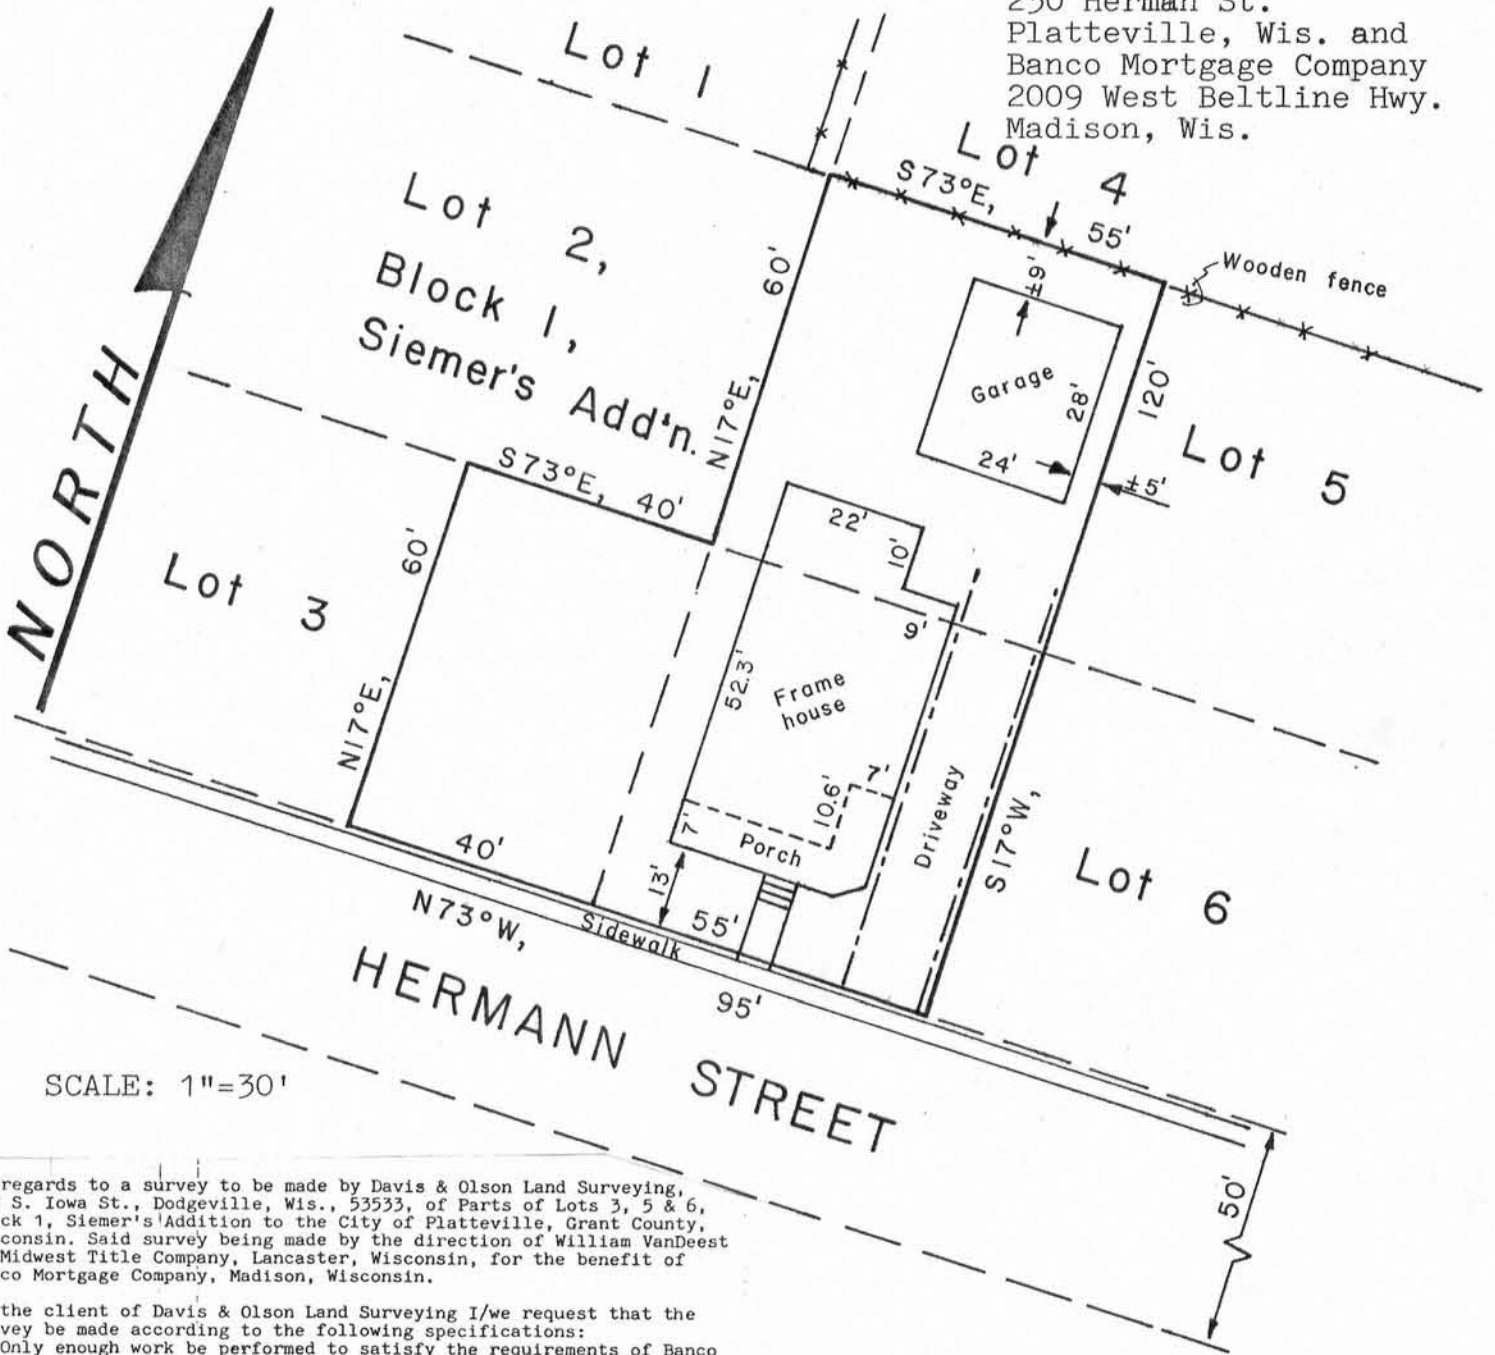 250 Herman St.
Platteville, Wis. and
Banco Mortgage Company
2009 West Beltline Hwy.
Madison, Wis.
Lot 1
Lot 4
S73°E, 55'
Wooden fence
Lot 2,
Block 1,
Siemer's Add'n.
N17°E, 60'
±9'
Garage
28'
24'
120'
±5'
Lot 5
NORTH
S73°E, 40'
Lot 3
N17°E, 60'
22'
10'
9'
52.3'
Frame
house
7'
10.6'
7'
Porch
Driveway
S17°W,
Lot 6
13'
40'
55'
Sidewalk
N73°W, 95'
HERMANN STREET
50'
SCALE: 1"=30'
regards to a survey to be made by Davis & Olson Land Surveying,
S. Iowa St., Dodgeville, Wis., 53533, of Parts of Lots 3, 5 & 6,
ck 1, Siemer's Addition to the City of Platteville, Grant County,
consin. Said survey being made by the direction of William VanDeest
Midwest Title Company, Lancaster, Wisconsin, for the benefit of
co Mortgage Company, Madison, Wisconsin.
the client of Davis & Olson Land Surveying I/we request that the
vey be made according to the following specifications:
Only enough work be performed to satisfy the requirements of Banco